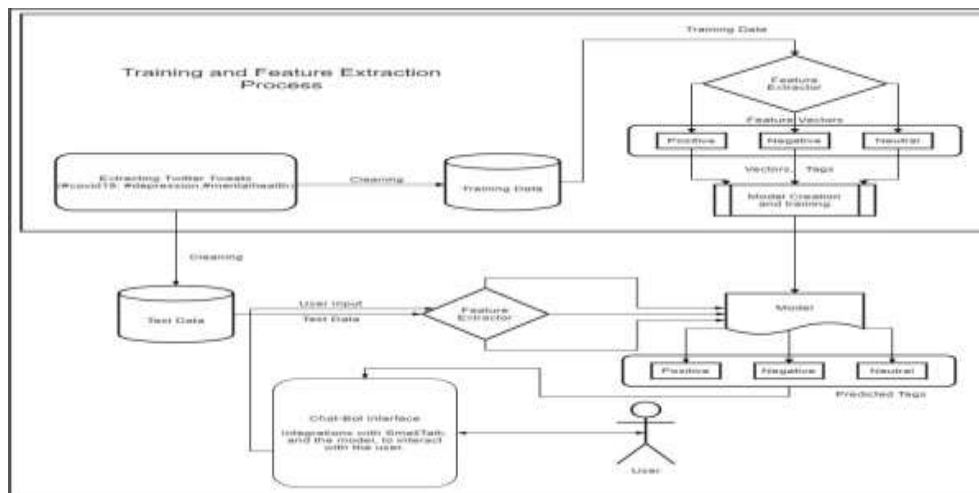 Training Data
Training and Feature Extraction
Process
Feature
Extractor
Feature Vectors
Positive
Negative
Neutral
Extracting Twitter Tweets
(#covid19, #depression,#mentalhealth)
Cleaning
Training Data
Vectors, Tags
Model Creation
and training
Cleaning
User Input
Test Data
Test Data
Feature
Extractor
Model
Positive
Negative
Neutral
Predicted Tags
Chat-Bot Interface
Integrations with SmallTalk
and the model, to interact
with the user.
User